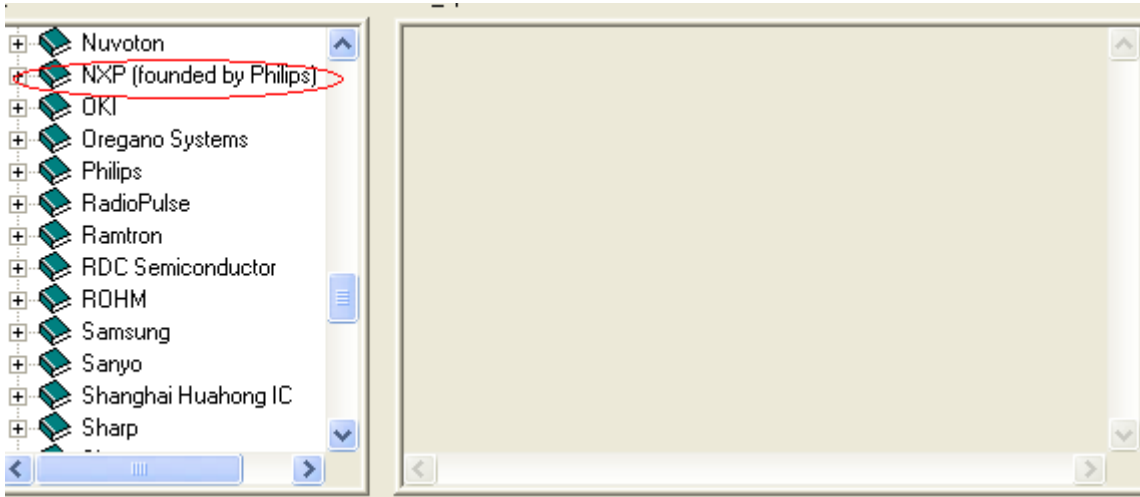 Nuvoton
NXP (founded by Philips)
OKI
Oregano Systems
Philips
RadioPulse
Ramtron
RDC Semiconductor
ROHM
Samsung
Sanyo
Shanghai Huahong IC
Sharp